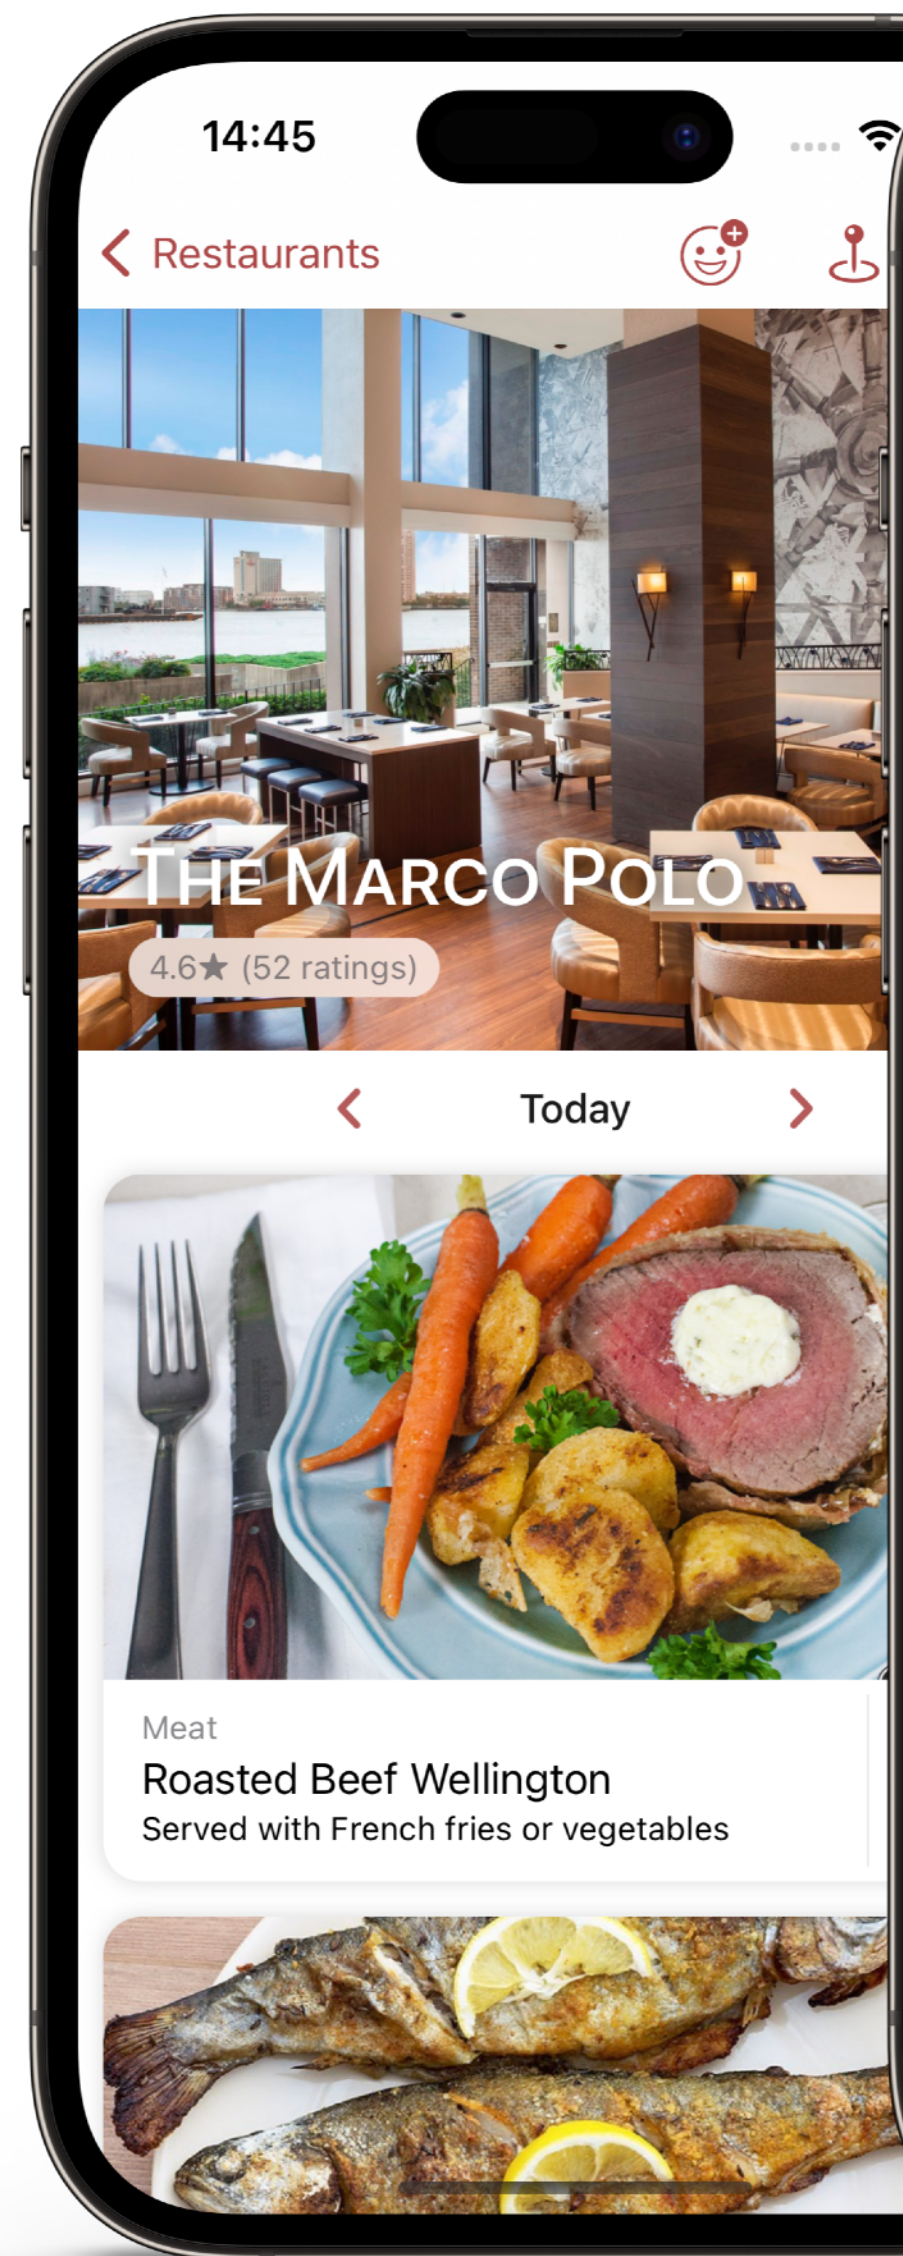 14:45
Restaurants
THE MARCO POLO
4.6★ (52 ratings)
Today
Meat
Roasted Beef Wellington
Served with French fries or vegetables